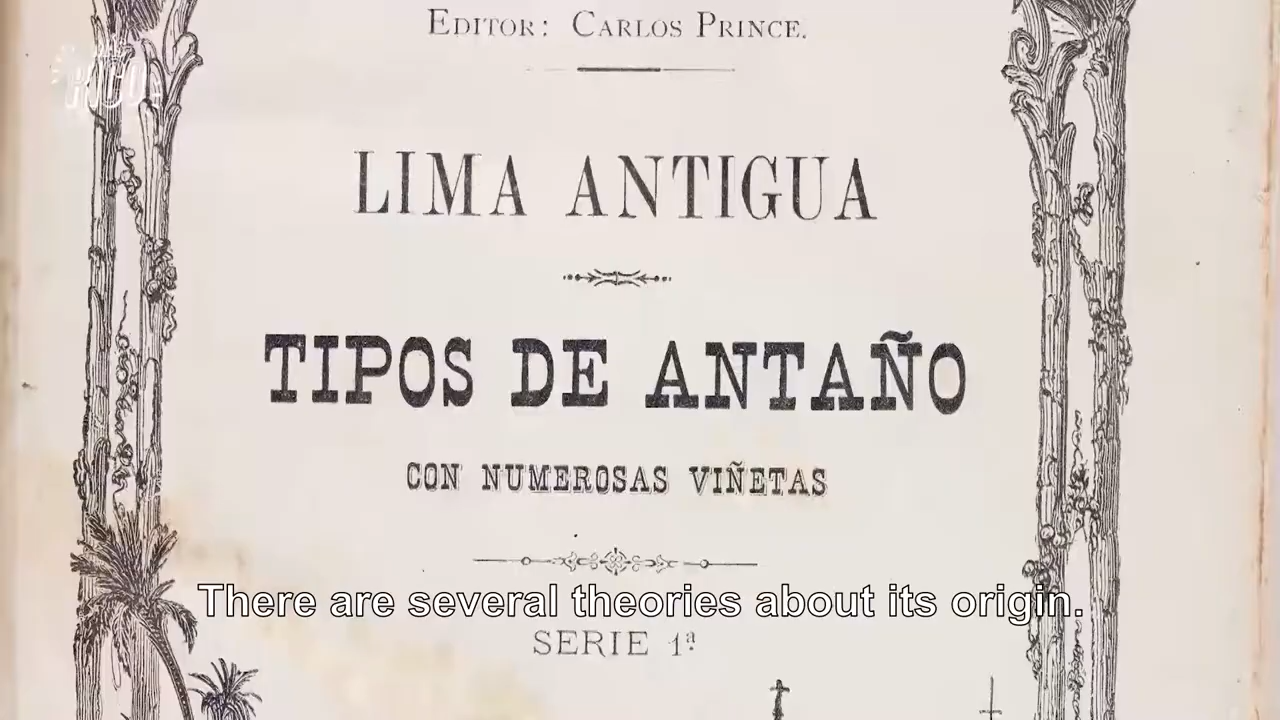 EDITOR: CARLOS PRINCE.
LIMA ANTIGUA
TIPOS DE ANTAÑO
CON NUMEROSAS VIÑETAS
There are several theories about its origin.
SERIE 1ª